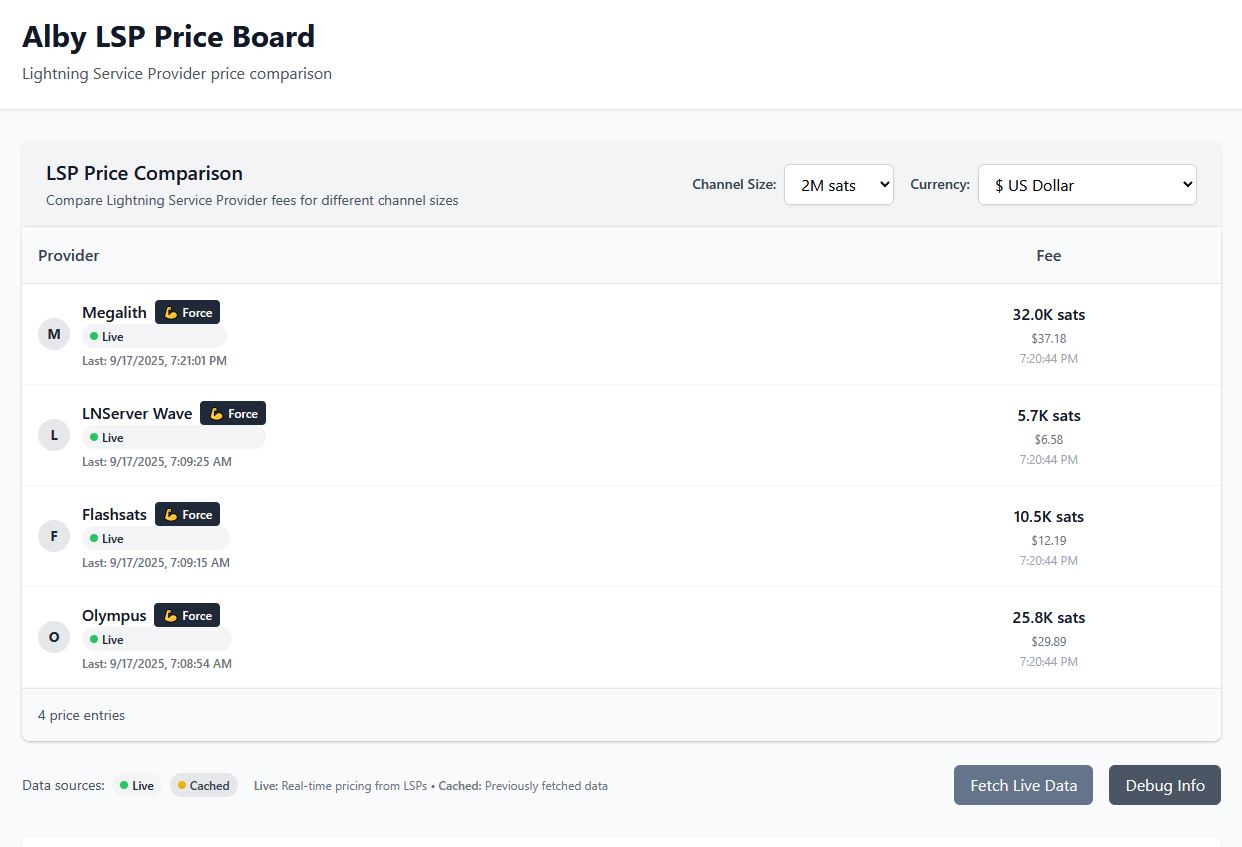 Alby LSP Price Board
Lightning Service Provider price comparison
LSP Price Comparison
Compare Lightning Service Provider fees for different channel sizes
Channel Size: 2M sats Currency: $ US Dollar
Provider Fee
M
Megalith 💪 Force
Live
Last: 9/17/2025, 7:21:01 PM
32.0K sats
$37.18
7:20:44 PM
L
LNServer Wave 💪 Force
Live
Last: 9/17/2025, 7:09:25 AM
5.7K sats
$6.58
7:20:44 PM
F
Flashsats 💪 Force
Live
Last: 9/17/2025, 7:09:15 AM
10.5K sats
$12.19
7:20:44 PM
O
Olympus 💪 Force
Live
Last: 9/17/2025, 7:08:54 AM
25.8K sats
$29.89
7:20:44 PM
4 price entries
Data sources: Live Cached Live: Real-time pricing from LSPs • Cached: Previously fetched data
Fetch Live Data Debug Info